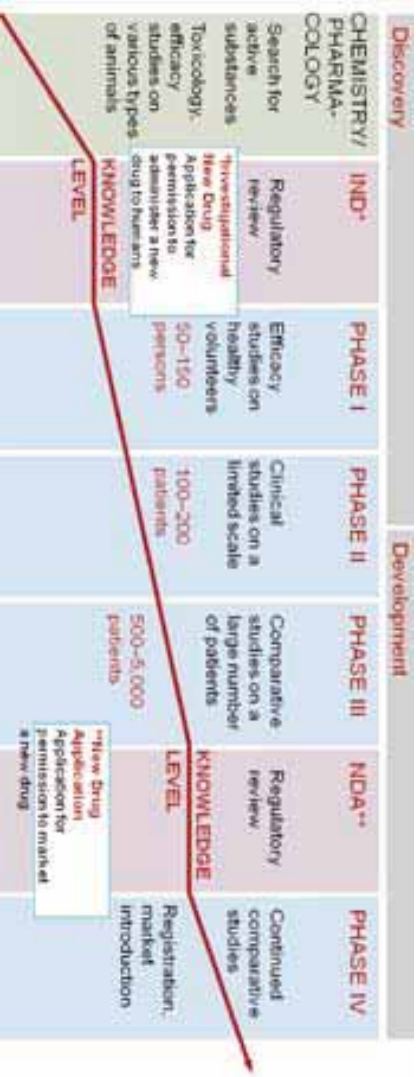 Discovery
Development
CHEMISTRY/
PHARMA-
COLOGY
Search for
active
substances
Toxicology,
efficacy
studies on
various types
of animals
IND*
Regulatory
review
*Investigational
New Drug
Application for
permission to
administer a new
drug to humans
KNOWLEDGE
LEVEL
PHASE I
Efficacy
studies on
healthy
volunteers
50–150
persons
PHASE II
Clinical
studies on a
limited scale
100–200
patients
PHASE III
Comparative
studies on a
large number
of patients
500–5,000
patients
NDA**
Regulatory
review
KNOWLEDGE
LEVEL
**New Drug
Application
Application for
permission to market
a new drug
PHASE IV
Continued
comparative
studies
Registration,
market
introduction